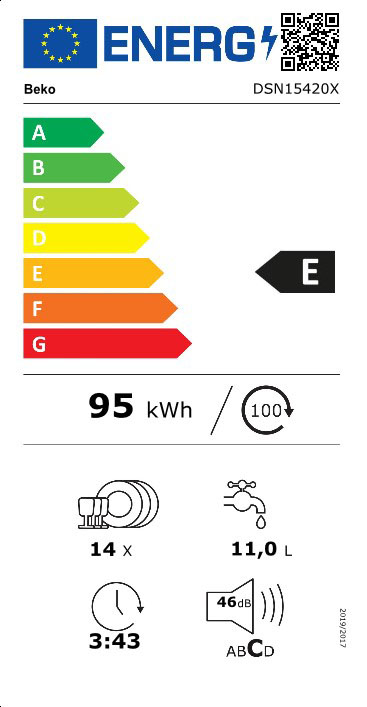 ENERG
Beko DSN15420X
A
B
C
D
E
E
F
G
95 kWh / 100
14 X
11,0 L
3:43
46dB
ABCD
2019/2017